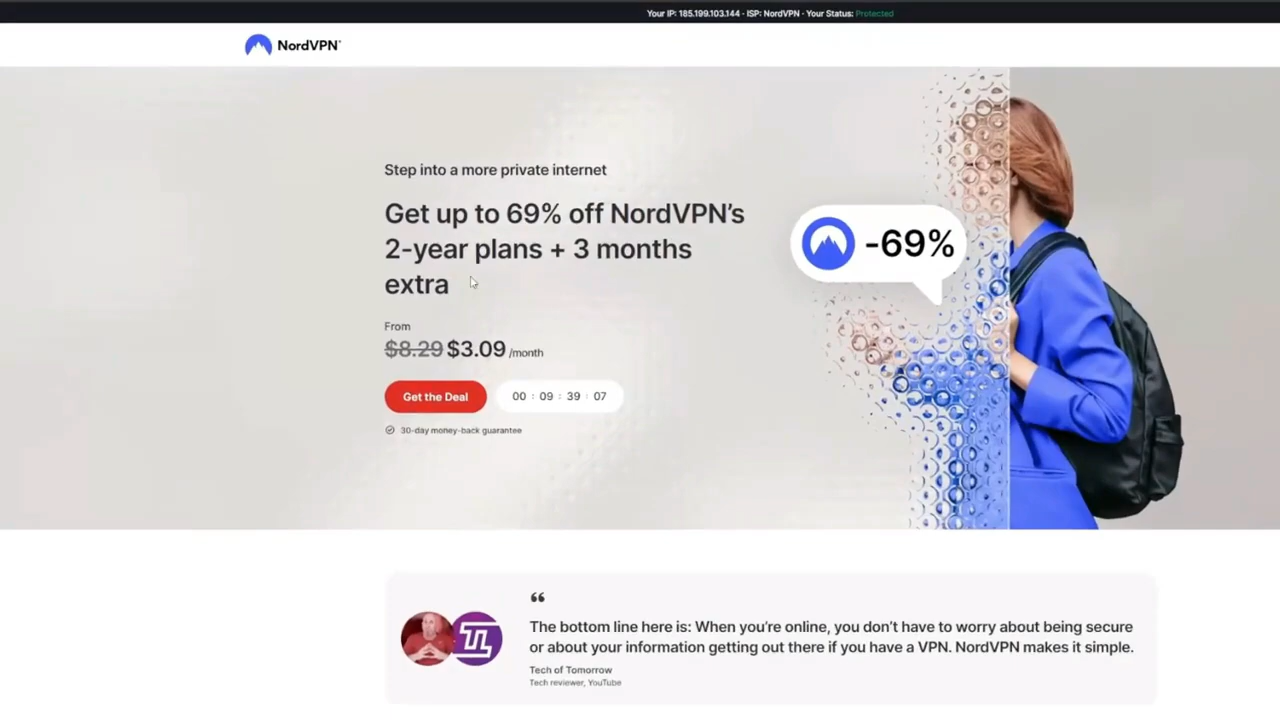 Your IP: 185.199.103.144 · ISP: NordVPN · Your Status: Protected
NordVPN®
Step into a more private internet
Get up to 69% off NordVPN’s
2-year plans + 3 months
extra
-69%
From
$8.29 $3.09 /month
Get the Deal
00 : 09 : 39 : 07
30-day money-back guarantee
“
The bottom line here is: When you’re online, you don’t have to worry about being secure
or about your information getting out there if you have a VPN. NordVPN makes it simple.
Tech of Tomorrow
Tech reviewer, YouTube